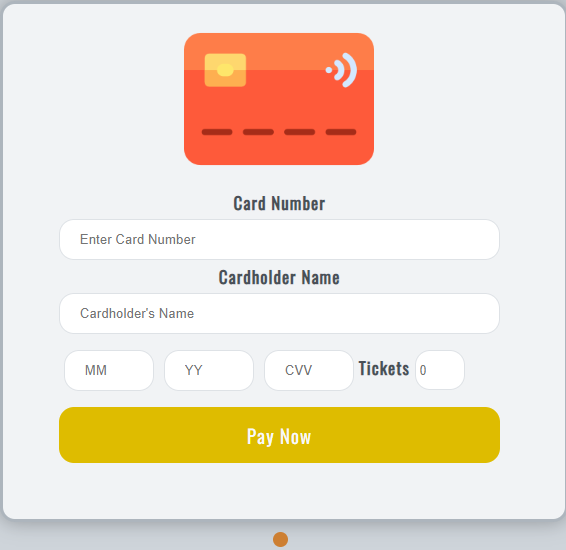 Card Number
Enter Card Number
Cardholder Name
Cardholder's Name
MM YY CVV Tickets 0
Pay Now